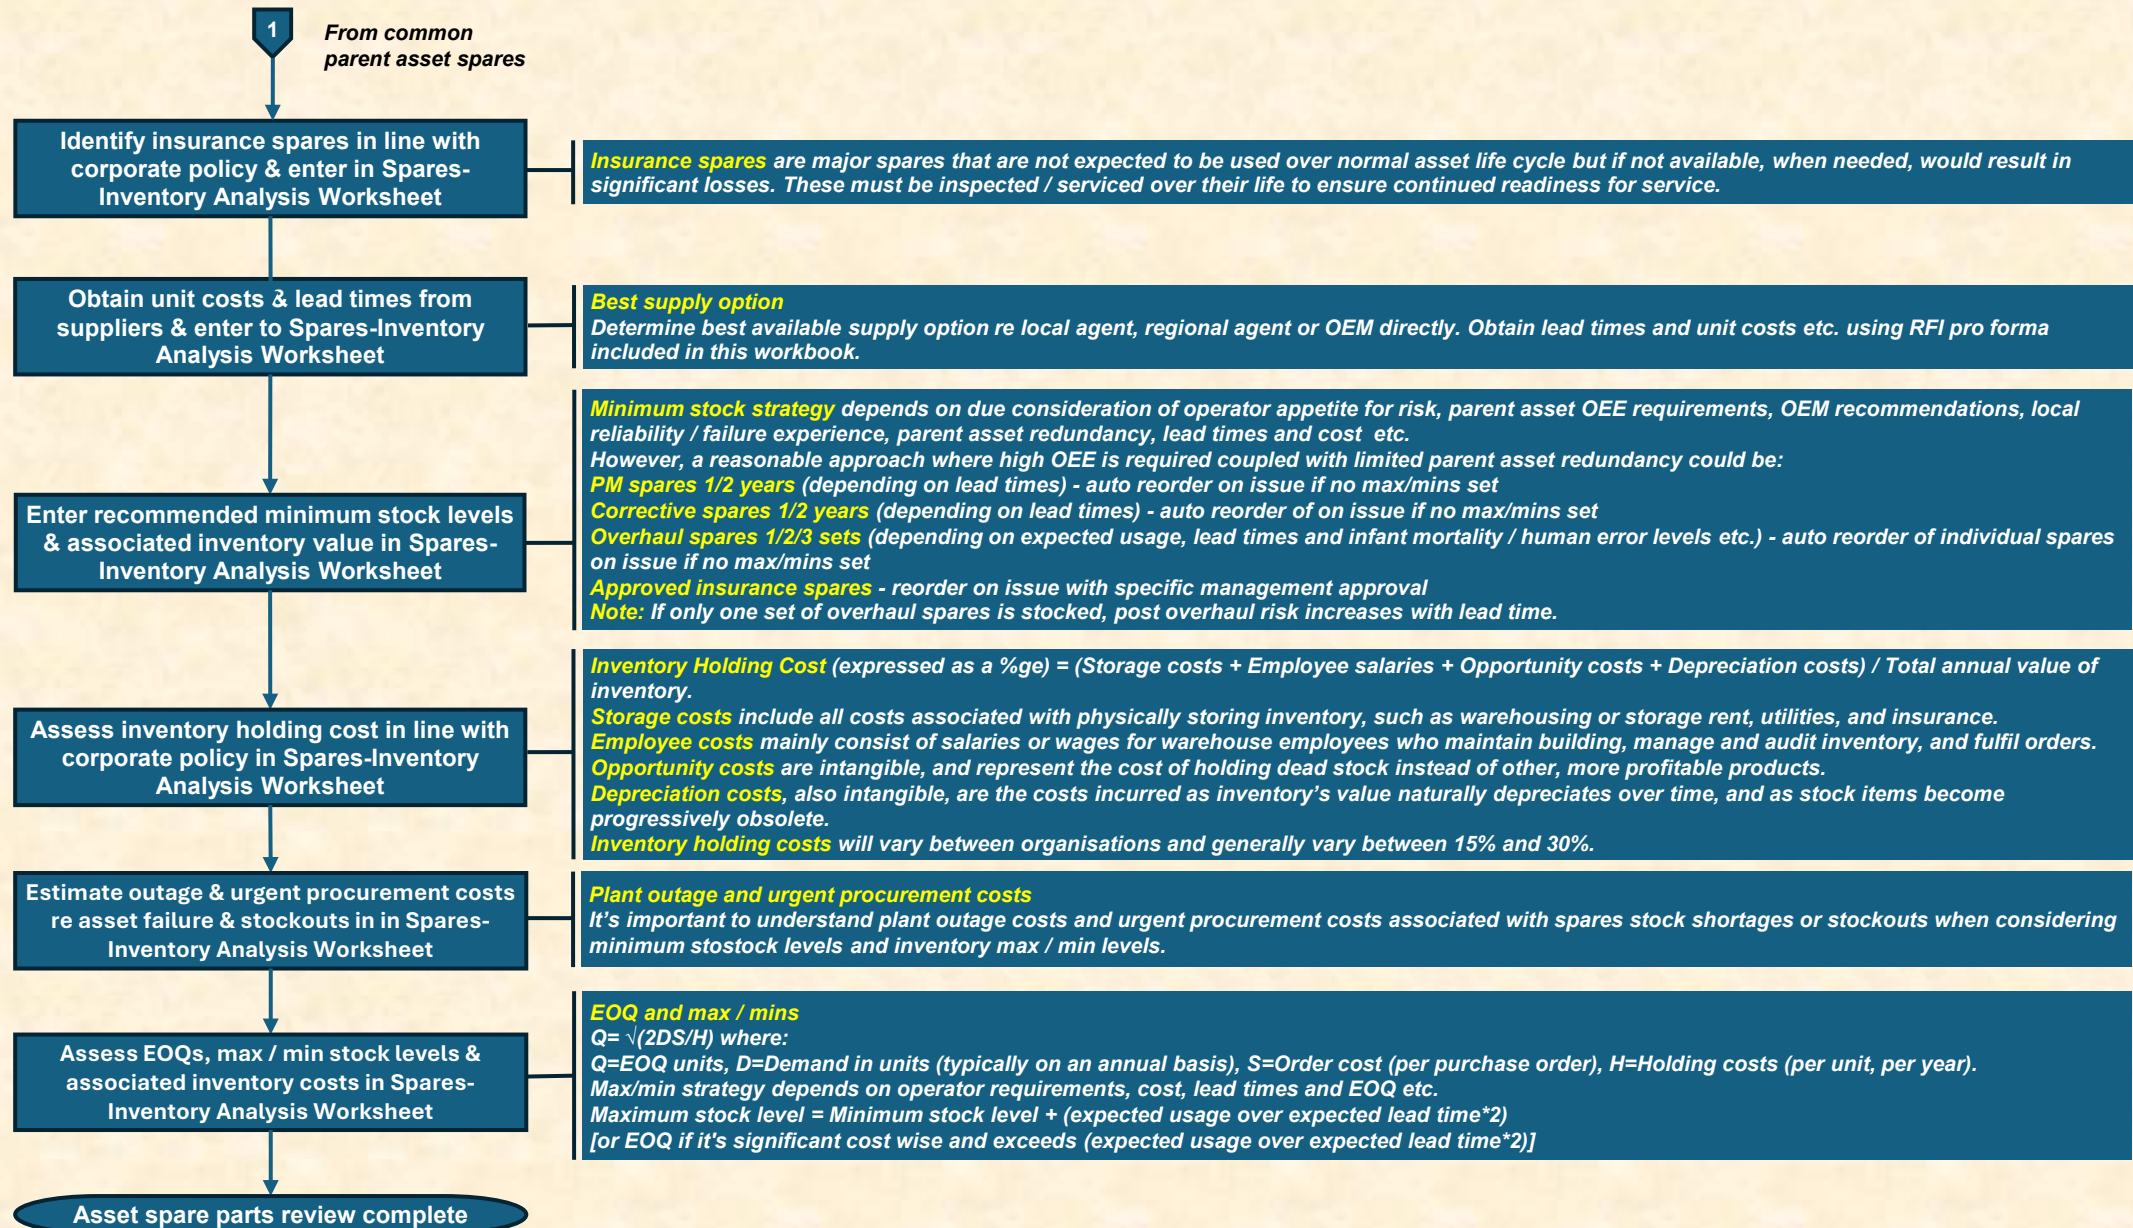 1
From common
parent asset spares
Identify insurance spares in line with
corporate policy & enter in Spares-
Inventory Analysis Worksheet
Insurance spares are major spares that are not expected to be used over normal asset life cycle but if not available, when needed, would result in
significant losses. These must be inspected / serviced over their life to ensure continued readiness for service.
Obtain unit costs & lead times from
suppliers & enter to Spares-Inventory
Analysis Worksheet
Best supply option
Determine best available supply option re local agent, regional agent or OEM directly. Obtain lead times and unit costs etc. using RFI pro forma
included in this workbook.
Enter recommended minimum stock levels
& associated inventory value in Spares-
Inventory Analysis Worksheet
Minimum stock strategy depends on due consideration of operator appetite for risk, parent asset OEE requirements, OEM recommendations, local
reliability / failure experience, parent asset redundancy, lead times and cost etc.
However, a reasonable approach where high OEE is required coupled with limited parent asset redundancy could be:
PM spares 1/2 years (depending on lead times) - auto reorder on issue if no max/mins set
Corrective spares 1/2 years (depending on lead times) - auto reorder of on issue if no max/mins set
Overhaul spares 1/2/3 sets (depending on expected usage, lead times and infant mortality / human error levels etc.) - auto reorder of individual spares
on issue if no max/mins set
Approved insurance spares - reorder on issue with specific management approval
Note: If only one set of overhaul spares is stocked, post overhaul risk increases with lead time.
Assess inventory holding cost in line with
corporate policy in Spares-Inventory
Analysis Worksheet
Inventory Holding Cost (expressed as a %ge) = (Storage costs + Employee salaries + Opportunity costs + Depreciation costs) / Total annual value of
inventory.
Storage costs include all costs associated with physically storing inventory, such as warehousing or storage rent, utilities, and insurance.
Employee costs mainly consist of salaries or wages for warehouse employees who maintain building, manage and audit inventory, and fulfil orders.
Opportunity costs are intangible, and represent the cost of holding dead stock instead of other, more profitable products.
Depreciation costs, also intangible, are the costs incurred as inventory's value naturally depreciates over time, and as stock items become
progressively obsolete.
Inventory holding costs will vary between organisations and generally vary between 15% and 30%.
Estimate outage & urgent procurement costs
re asset failure & stockouts in in Spares-
Inventory Analysis Worksheet
Plant outage and urgent procurement costs
It's important to understand plant outage costs and urgent procurement costs associated with spares stock shortages or stockouts when considering
minimum stostock levels and inventory max / min levels.
Assess EOQs, max / min stock levels &
associated inventory costs in Spares-
Inventory Analysis Worksheet
EOQ and max / mins
Q= √(2DS/H) where:
Q=EOQ units, D=Demand in units (typically on an annual basis), S=Order cost (per purchase order), H=Holding costs (per unit, per year).
Max/min strategy depends on operator requirements, cost, lead times and EOQ etc.
Maximum stock level = Minimum stock level + (expected usage over expected lead time*2)
[or EOQ if it's significant cost wise and exceeds (expected usage over expected lead time*2)]
Asset spare parts review complete